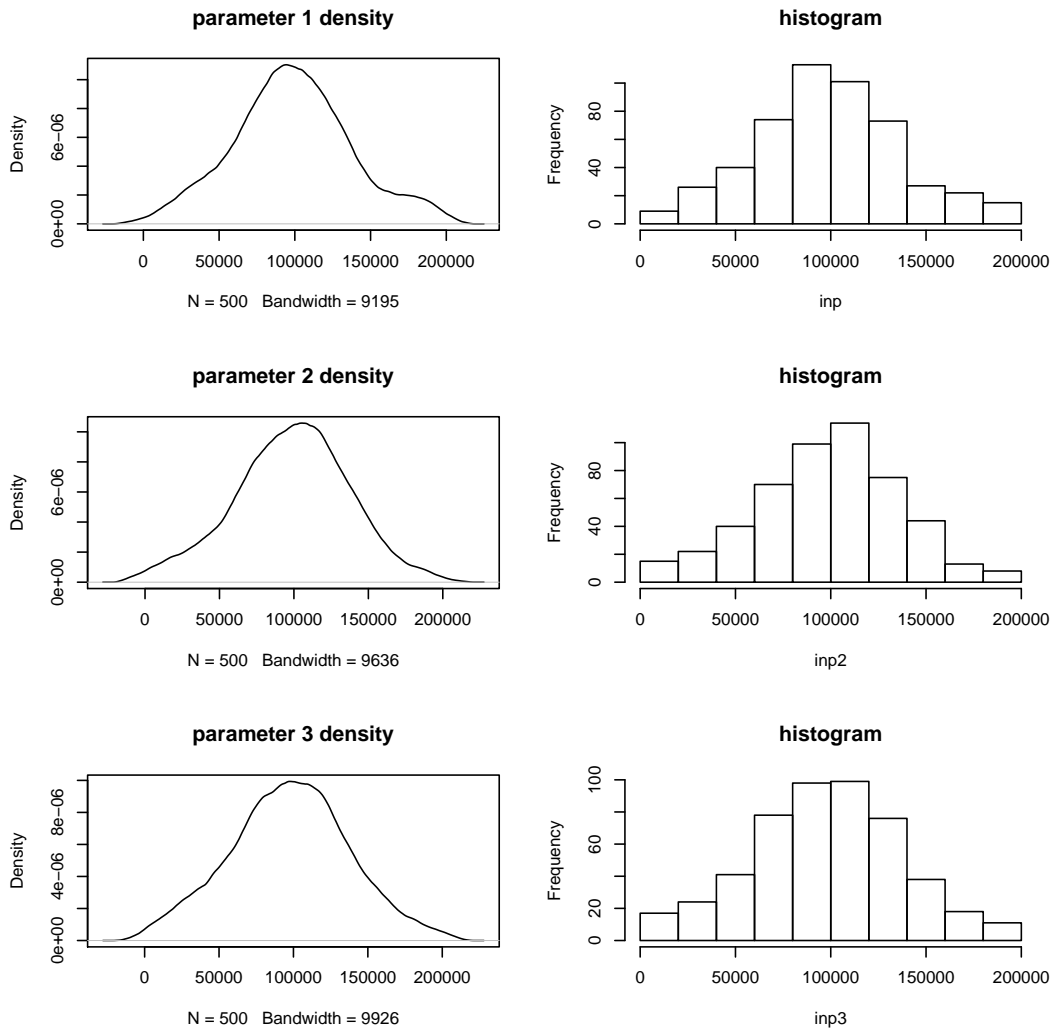 parameter 1 density
Density
0e+00 6e−06
0 50000 100000 150000 200000
N = 500 Bandwidth = 9195
histogram
Frequency
0 40 80
0 50000 100000 150000 200000
inp
parameter 2 density
Density
0e+00 6e−06
0 50000 100000 150000 200000
N = 500 Bandwidth = 9636
histogram
Frequency
0 40 80
0 50000 100000 150000 200000
inp2
parameter 3 density
Density
0e+00 4e−06 8e−06
0 50000 100000 150000 200000
N = 500 Bandwidth = 9926
histogram
Frequency
0 20 60 100
0 50000 100000 150000 200000
inp3